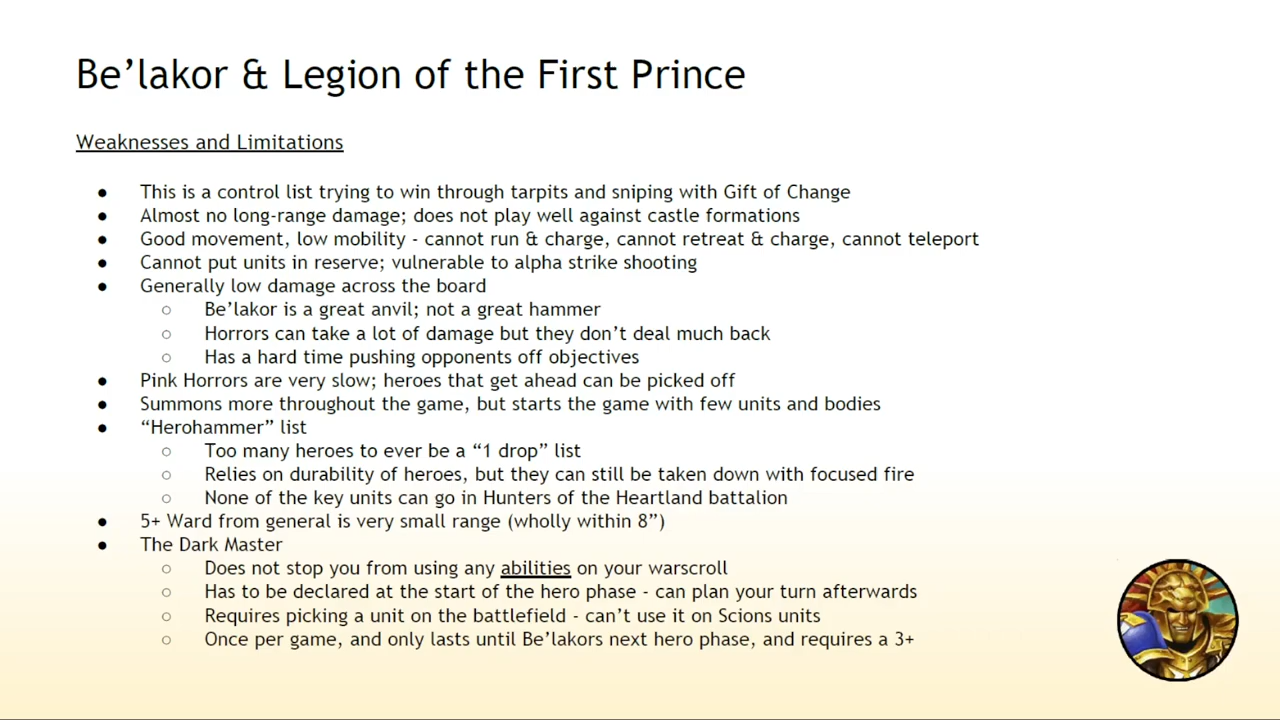 Be’lakor & Legion of the First Prince
Weaknesses and Limitations
● This is a control list trying to win through tarpits and sniping with Gift of Change
● Almost no long-range damage; does not play well against castle formations
● Good movement, low mobility - cannot run & charge, cannot retreat & charge, cannot teleport
● Cannot put units in reserve; vulnerable to alpha strike shooting
● Generally low damage across the board
○ Be’lakor is a great anvil; not a great hammer
○ Horrors can take a lot of damage but they don’t deal much back
○ Has a hard time pushing opponents off objectives
● Pink Horrors are very slow; heroes that get ahead can be picked off
● Summons more throughout the game, but starts the game with few units and bodies
● “Herohammer” list
○ Too many heroes to ever be a “1 drop” list
○ Relies on durability of heroes, but they can still be taken down with focused fire
○ None of the key units can go in Hunters of the Heartland battalion
● 5+ Ward from general is very small range (wholly within 8”)
● The Dark Master
○ Does not stop you from using any abilities on your warscroll
○ Has to be declared at the start of the hero phase - can plan your turn afterwards
○ Requires picking a unit on the battlefield - can’t use it on Scions units
○ Once per game, and only lasts until Be’lakors next hero phase, and requires a 3+